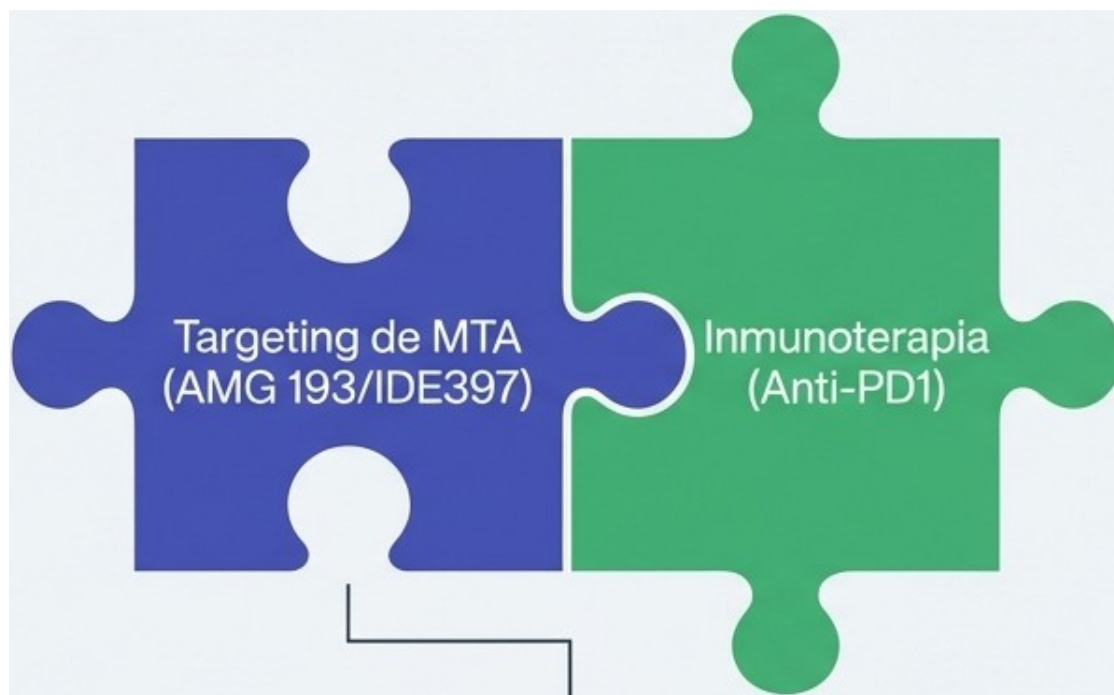 Targeting de MTA
(AMG 193/IDE397)
Inmunoterapia
(Anti-PD1)